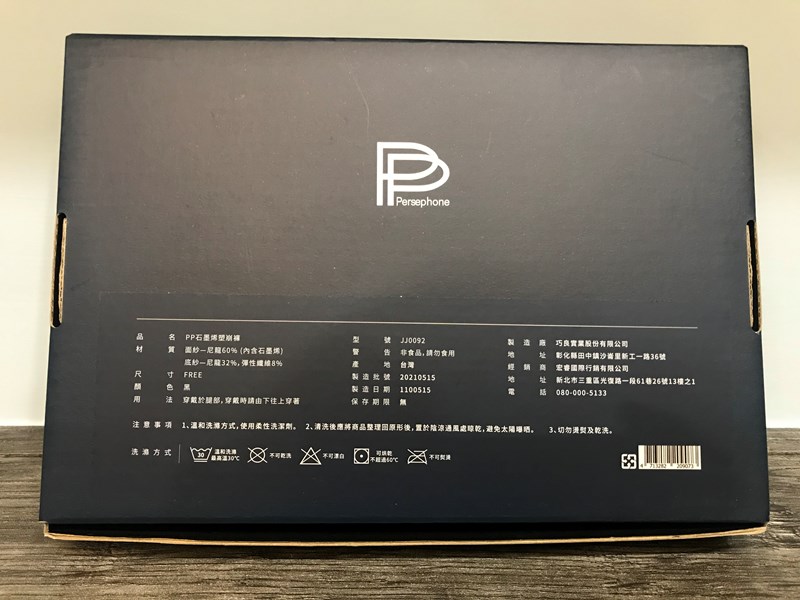 PP
Persephone
品名 PP石墨烯塑崩褲
材質 面紗—尼龍60% (內含石墨烯)
底紗—尼龍32%, 彈性纖維8%
尺寸 FREE
顏色 黑
用法 穿戴於腿部, 穿戴時請由下往上穿著
型號 JJ0092
警告 非食品, 請勿食用
產地 台灣
製造批號 20210515
製造日期 1100515
保存期限 無
製造廠 巧良實業股份有限公司
地址 彰化縣田中鎮沙崙里新工一路36號
經銷商 宏睿國際行銷有限公司
地址 新北市三重區光復路一段61巷26號13樓之1
電話 080-000-5133
注意事項 1、溫和洗滌方式, 使用柔性洗潔劑。 2、清洗後應將商品整理回原形後, 置於陰涼通風處晾乾, 避免太陽曝晒。 3、切勿燙熨及乾洗。
洗滌方式 30 溫和洗滌 最高溫30°C 不可乾洗 不可漂白 可烘乾 不超過60°C 不可熨燙
4 713282 209073